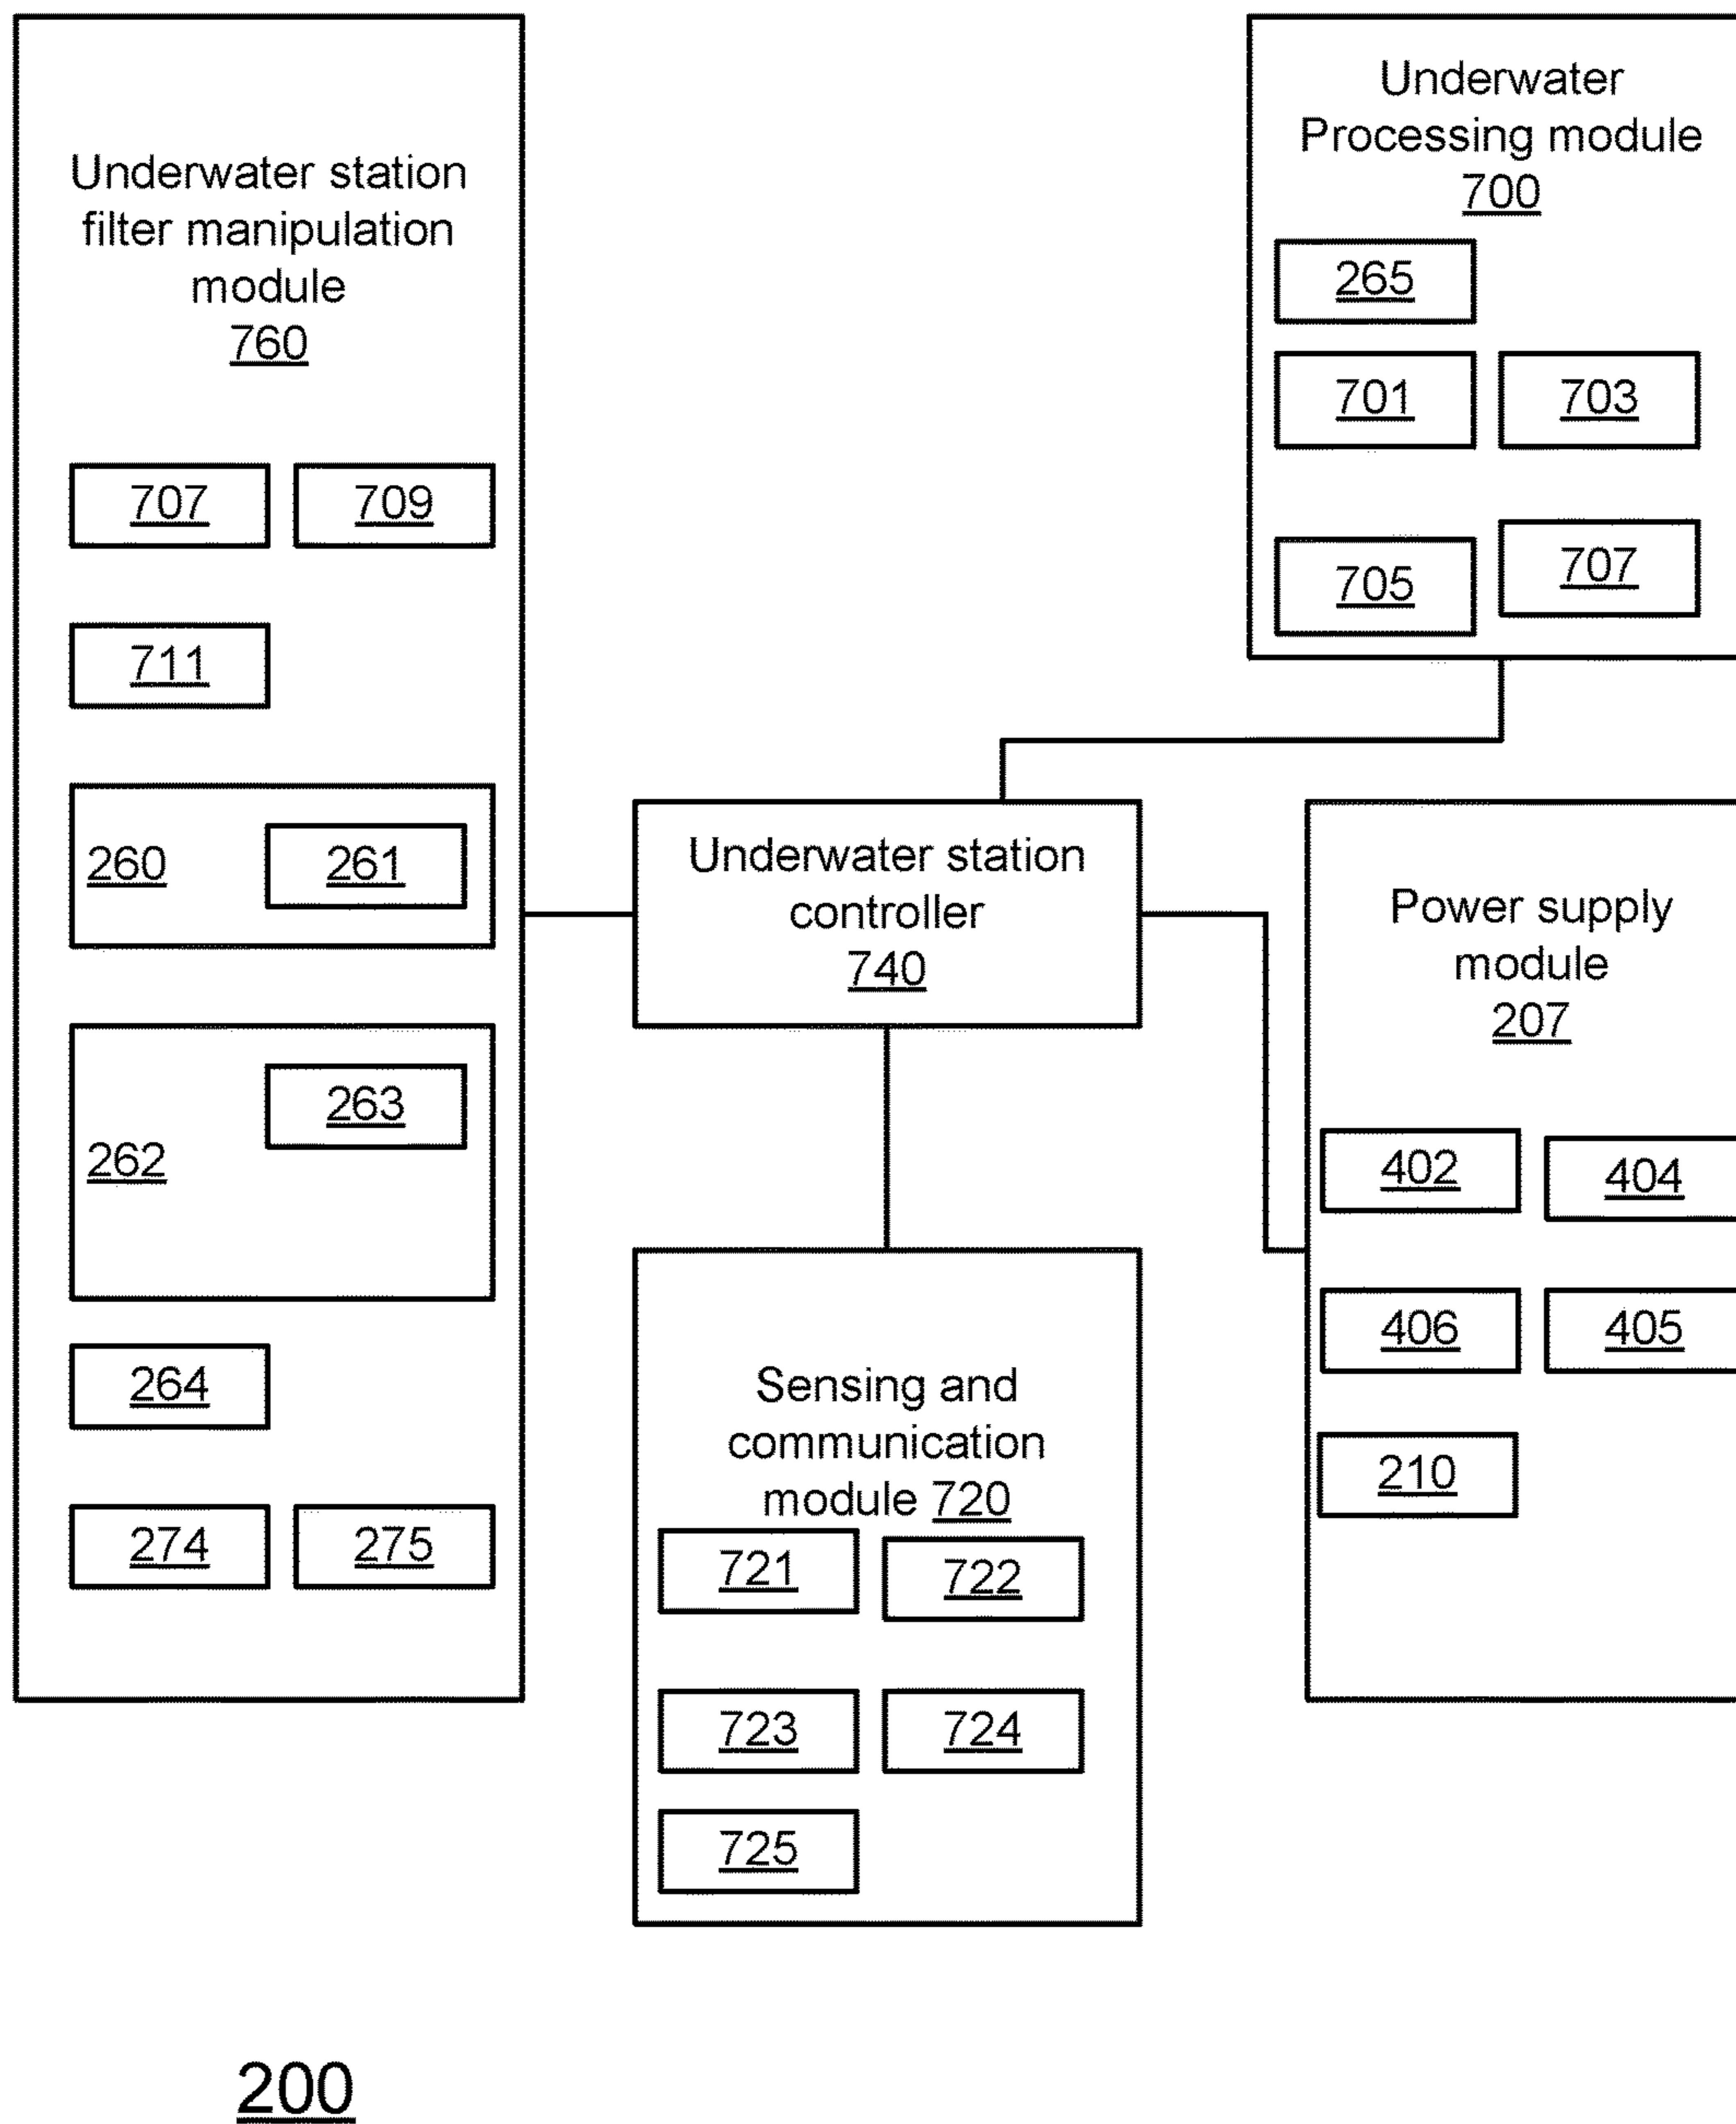 Underwater station
filter manipulation
module
760
707 709
711
260 261
262 263
264
274 275
Underwater station
controller
740
Sensing and
communication
module 720
721 722
723 724
725
Underwater
Processing module
700
265
701 703
705 707
Power supply
module
207
402 404
406 405
210
200